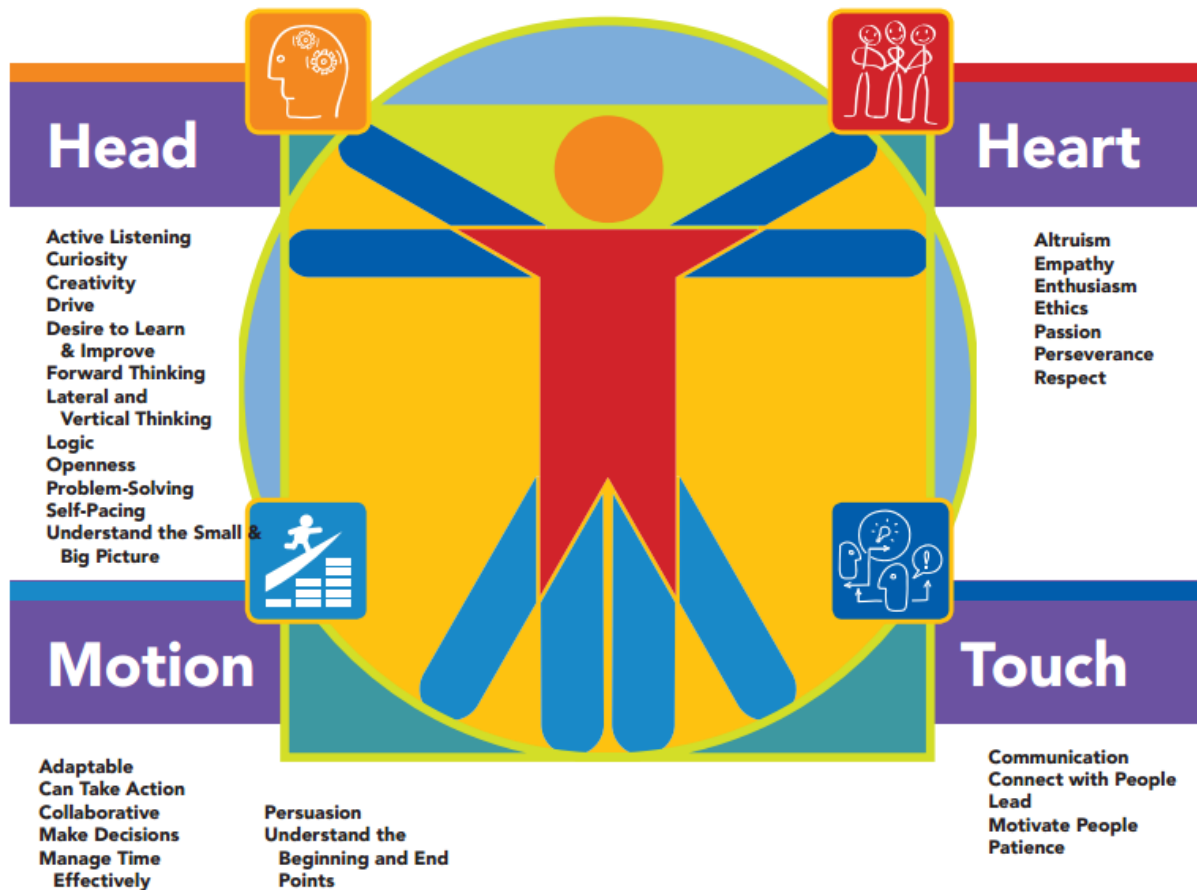 Head
Active Listening
Curiosity
Creativity
Drive
Desire to Learn
& Improve
Forward Thinking
Lateral and
Vertical Thinking
Logic
Openness
Problem-Solving
Self-Pacing
Understand the Small &
Big Picture
Heart
Altruism
Empathy
Enthusiasm
Ethics
Passion
Perseverance
Respect
Motion
Adaptable
Can Take Action
Collaborative
Make Decisions
Manage Time
Effectively
Persuasion
Understand the
Beginning and End
Points
Touch
Communication
Connect with People
Lead
Motivate People
Patience